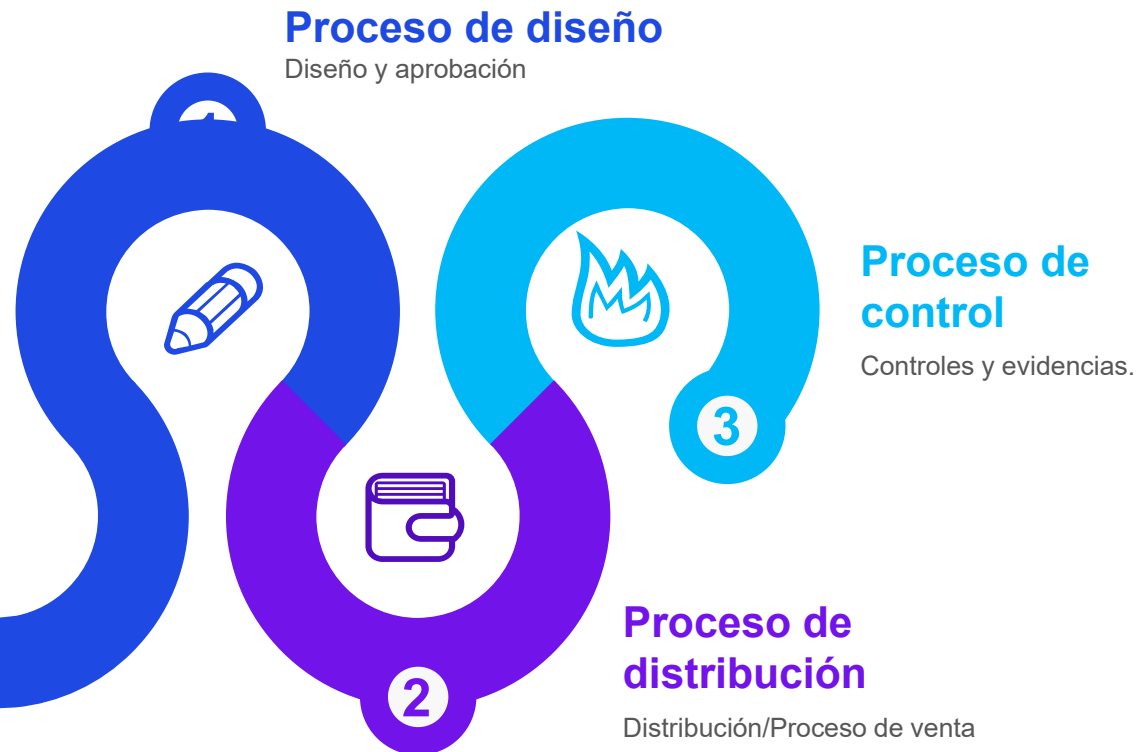 Proceso de diseño
Diseño y aprobación
Proceso de
control
Controles y evidencias.
3
Proceso de
distribución
2
Distribución/Proceso de venta